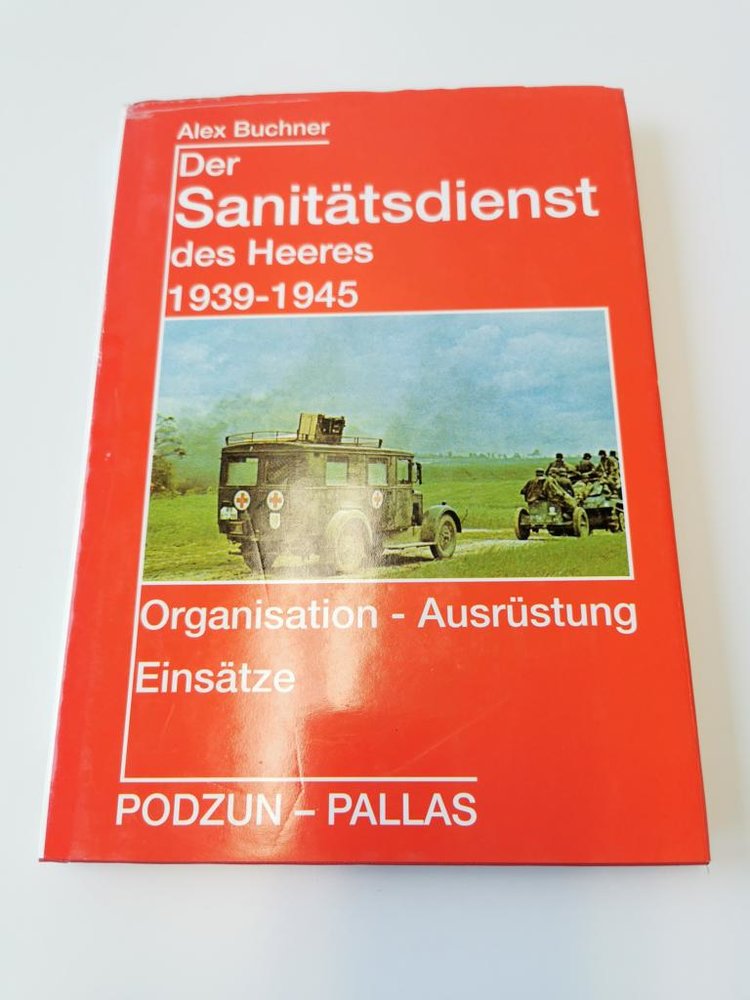 Alex Buchner
Der
Sanitätsdienst
des Heeres
1939-1945
Organisation - Ausrüstung
Einsätze
PODZUN – PALLAS